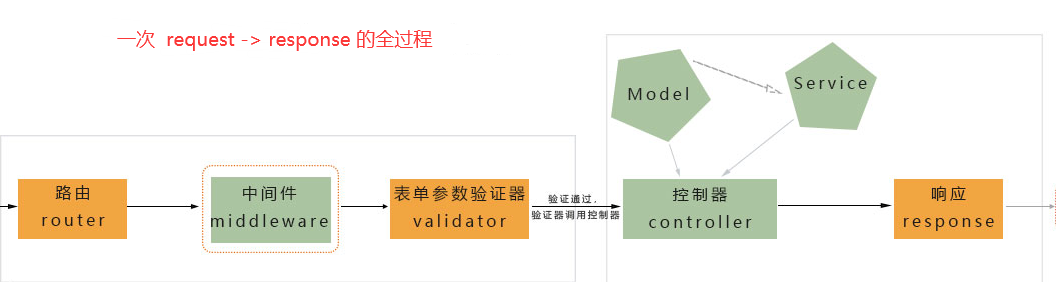 一次 request -> response 的全过程
Model
Service
路由
router
中间件
middleware
表单参数验证器
validator
验证通过,
验证器调用控制器
控制器
controller
响应
response